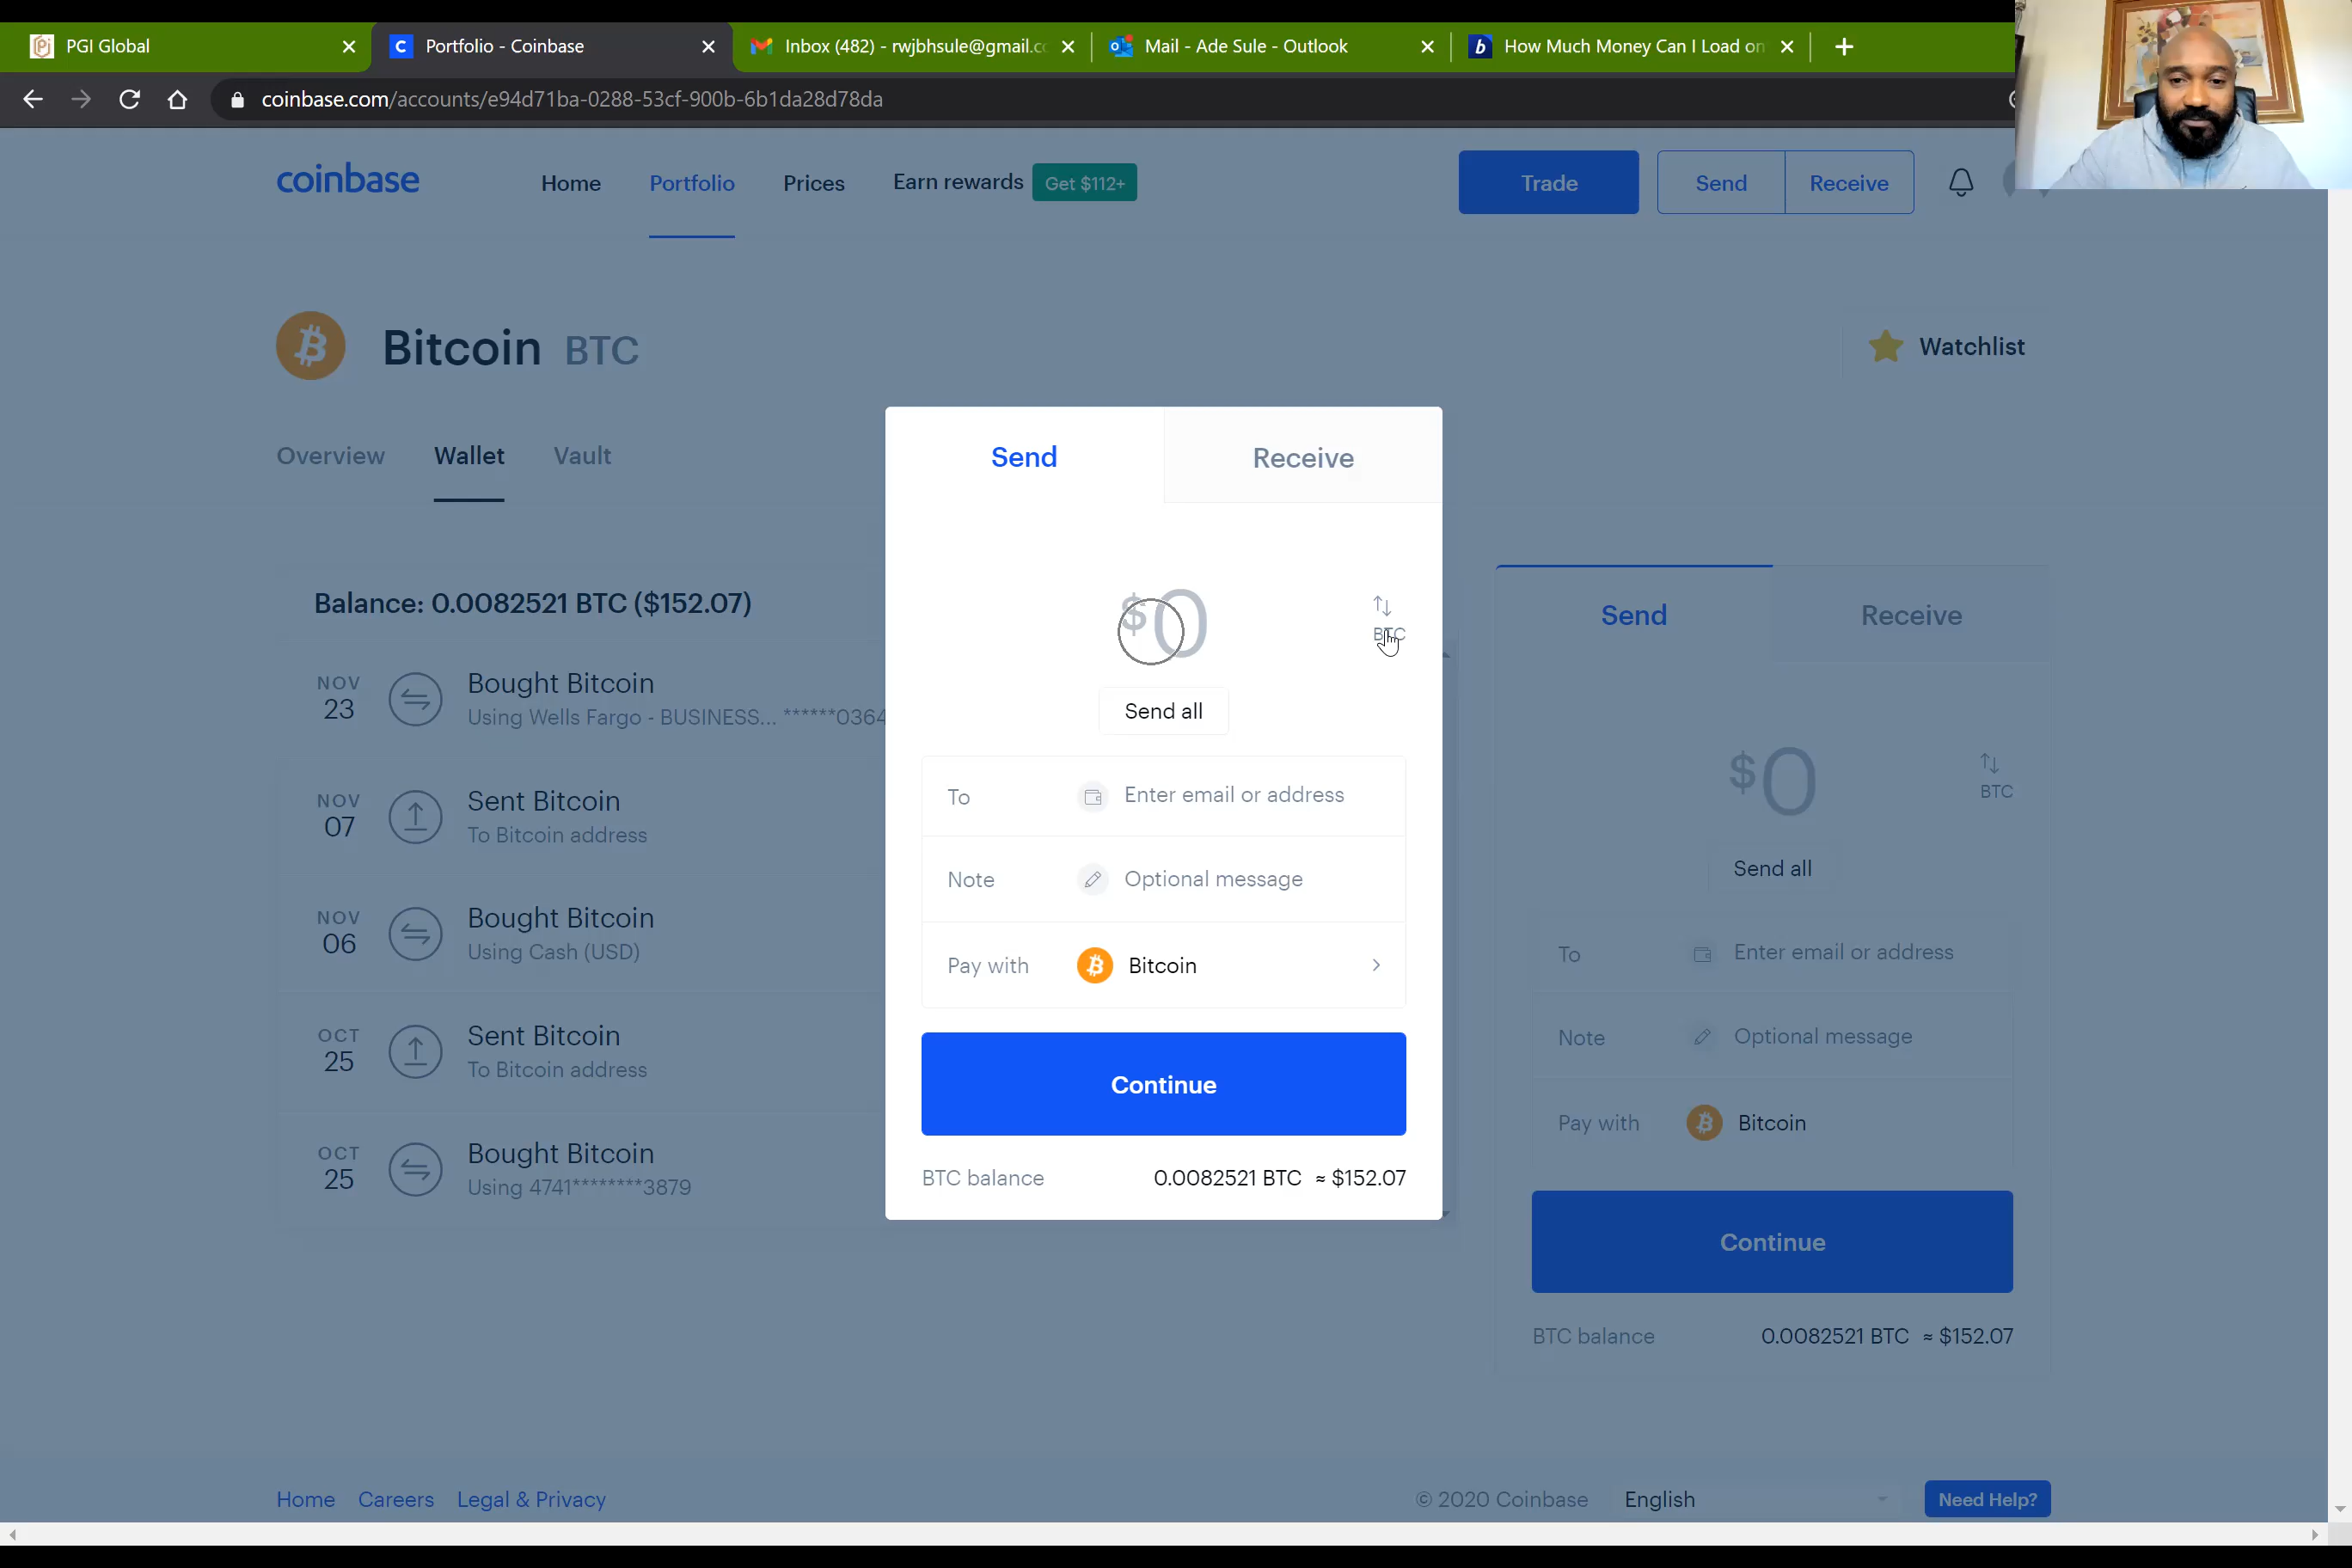 PGI Global
Portfolio - Coinbase
Inbox (482) - rwjbhsule@gmail.cc
Mail - Ade Sule - Outlook
How Much Money Can I Load on
coinbase.com/accounts/e94d71ba-0288-53cf-900b-6b1da28d78da
coinbase
Home
Portfolio
Prices
Earn rewards
Get $112+
Trade
Send
Receive
Bitcoin BTC
Watchlist
Overview
Wallet
Vault
Balance: 0.0082521 BTC ($152.07)
NOV
23
Bought Bitcoin
Using Wells Fargo - BUSINESS... ******0364
NOV
07
Sent Bitcoin
To Bitcoin address
NOV
06
Bought Bitcoin
Using Cash (USD)
OCT
25
Sent Bitcoin
To Bitcoin address
OCT
25
Bought Bitcoin
Using 4741********3879
Send
Receive
$0
BTC
Send all
To
Enter email or address
Note
Optional message
Pay with
Bitcoin
Continue
BTC balance
0.0082521 BTC ≈ $152.07
Send
Receive
$0
BTC
Send all
To
Enter email or address
Note
Optional message
Pay with
Bitcoin
Continue
BTC balance
0.0082521 BTC ≈ $152.07
Home
Careers
Legal & Privacy
© 2020 Coinbase
English
Need Help?